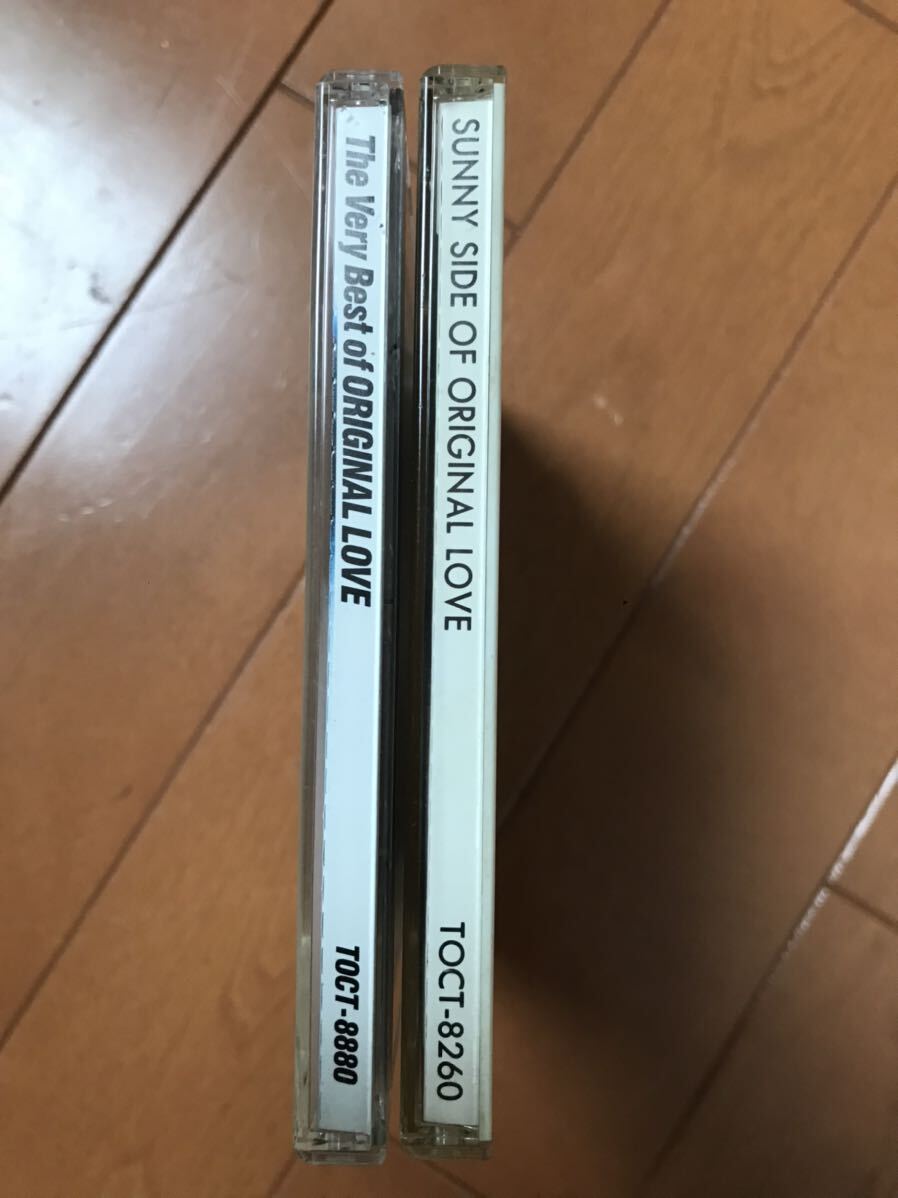 The Very Best of ORIGINAL LOVE
TOCT-8880
SUNNY SIDE OF ORIGINAL LOVE
TOCT-8260